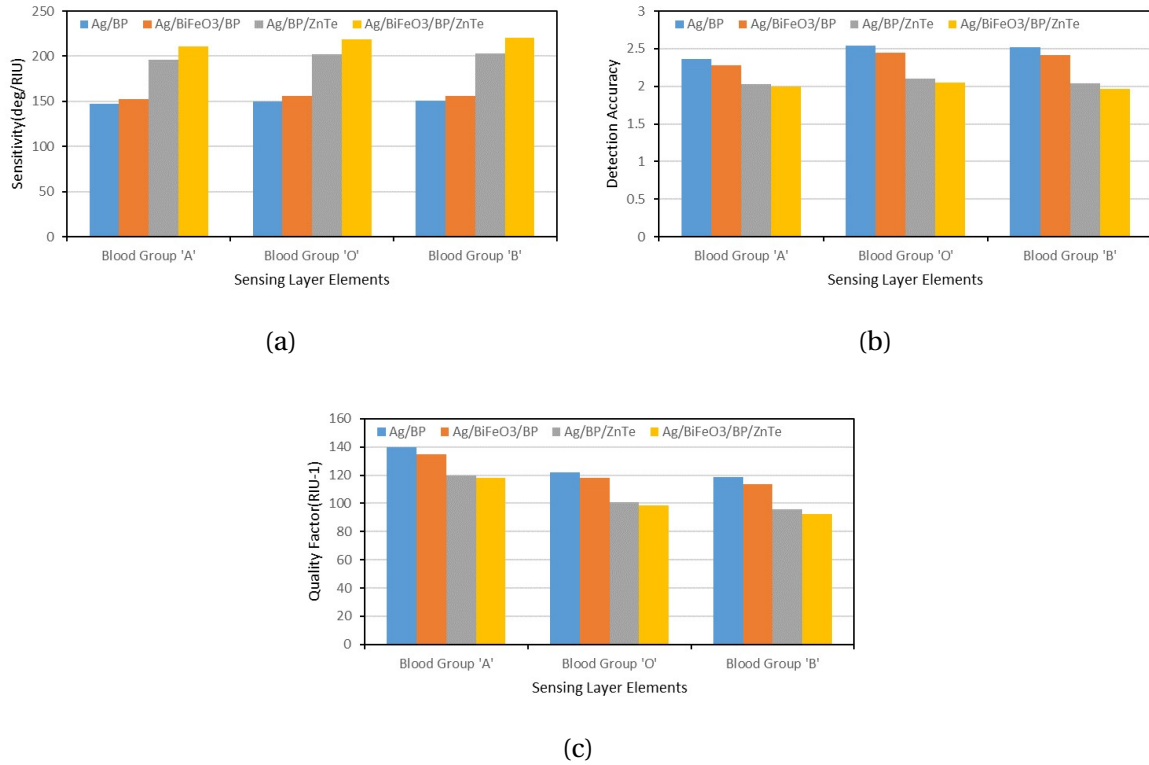 250
200
150
100
50
0
Sensitivity(deg/RIU)
Ag/BP Ag/BiFeO3/BP Ag/BP/ZnTe Ag/BiFeO3/BP/ZnTe
Blood Group 'A' Blood Group 'O' Blood Group 'B'
Sensing Layer Elements
(a)
3
2.5
2
1.5
1
0.5
0
Detection Accuracy
Ag/BP Ag/BiFeO3/BP Ag/BP/ZnTe Ag/BiFeO3/BP/ZnTe
Blood Group 'A' Blood Group 'O' Blood Group 'B'
Sensing Layer Elements
(b)
160
140
120
100
80
60
40
20
0
Quality Factor(RIU-1)
Ag/BP Ag/BiFeO3/BP Ag/BP/ZnTe Ag/BiFeO3/BP/ZnTe
Blood Group 'A' Blood Group 'O' Blood Group 'B'
Sensing Layer Elements
(c)